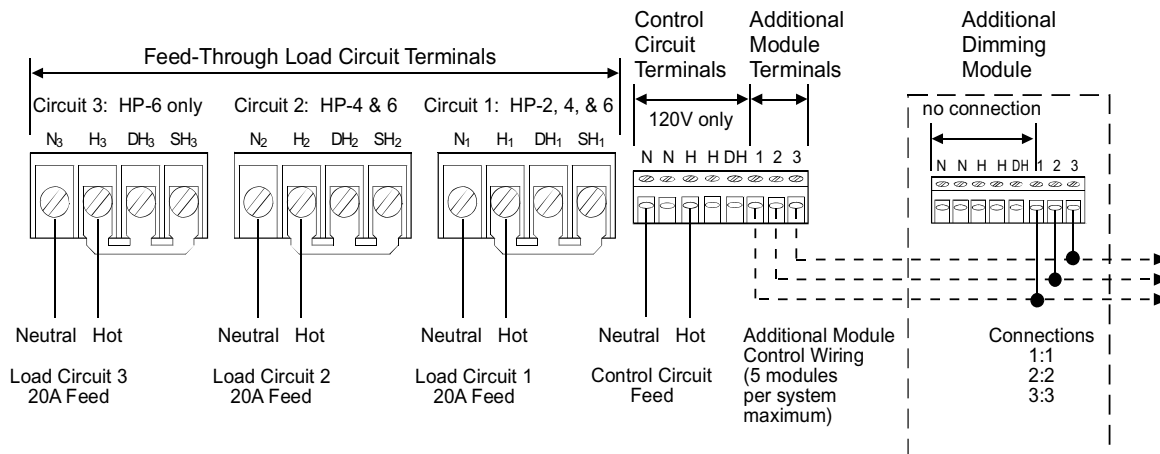 Feed-Through Load Circuit Terminals
Control
Circuit
Terminals
Additional
Module
Terminals
Additional
Dimming
Module
Circuit 3: HP-6 only
Circuit 2: HP-4 & 6
Circuit 1: HP-2, 4, & 6
120V only
no connection
N3 H3 DH3 SH3
N2 H2 DH2 SH2
N1 H1 DH1 SH1
N N H H DH 1 2 3
N N H H DH 1 2 3
Neutral Hot
Load Circuit 3
20A Feed
Neutral Hot
Load Circuit 2
20A Feed
Neutral Hot
Load Circuit 1
20A Feed
Neutral Hot
Control Circuit
Feed
Additional Module
Control Wiring
(5 modules
per system
maximum)
Connections
1:1
2:2
3:3